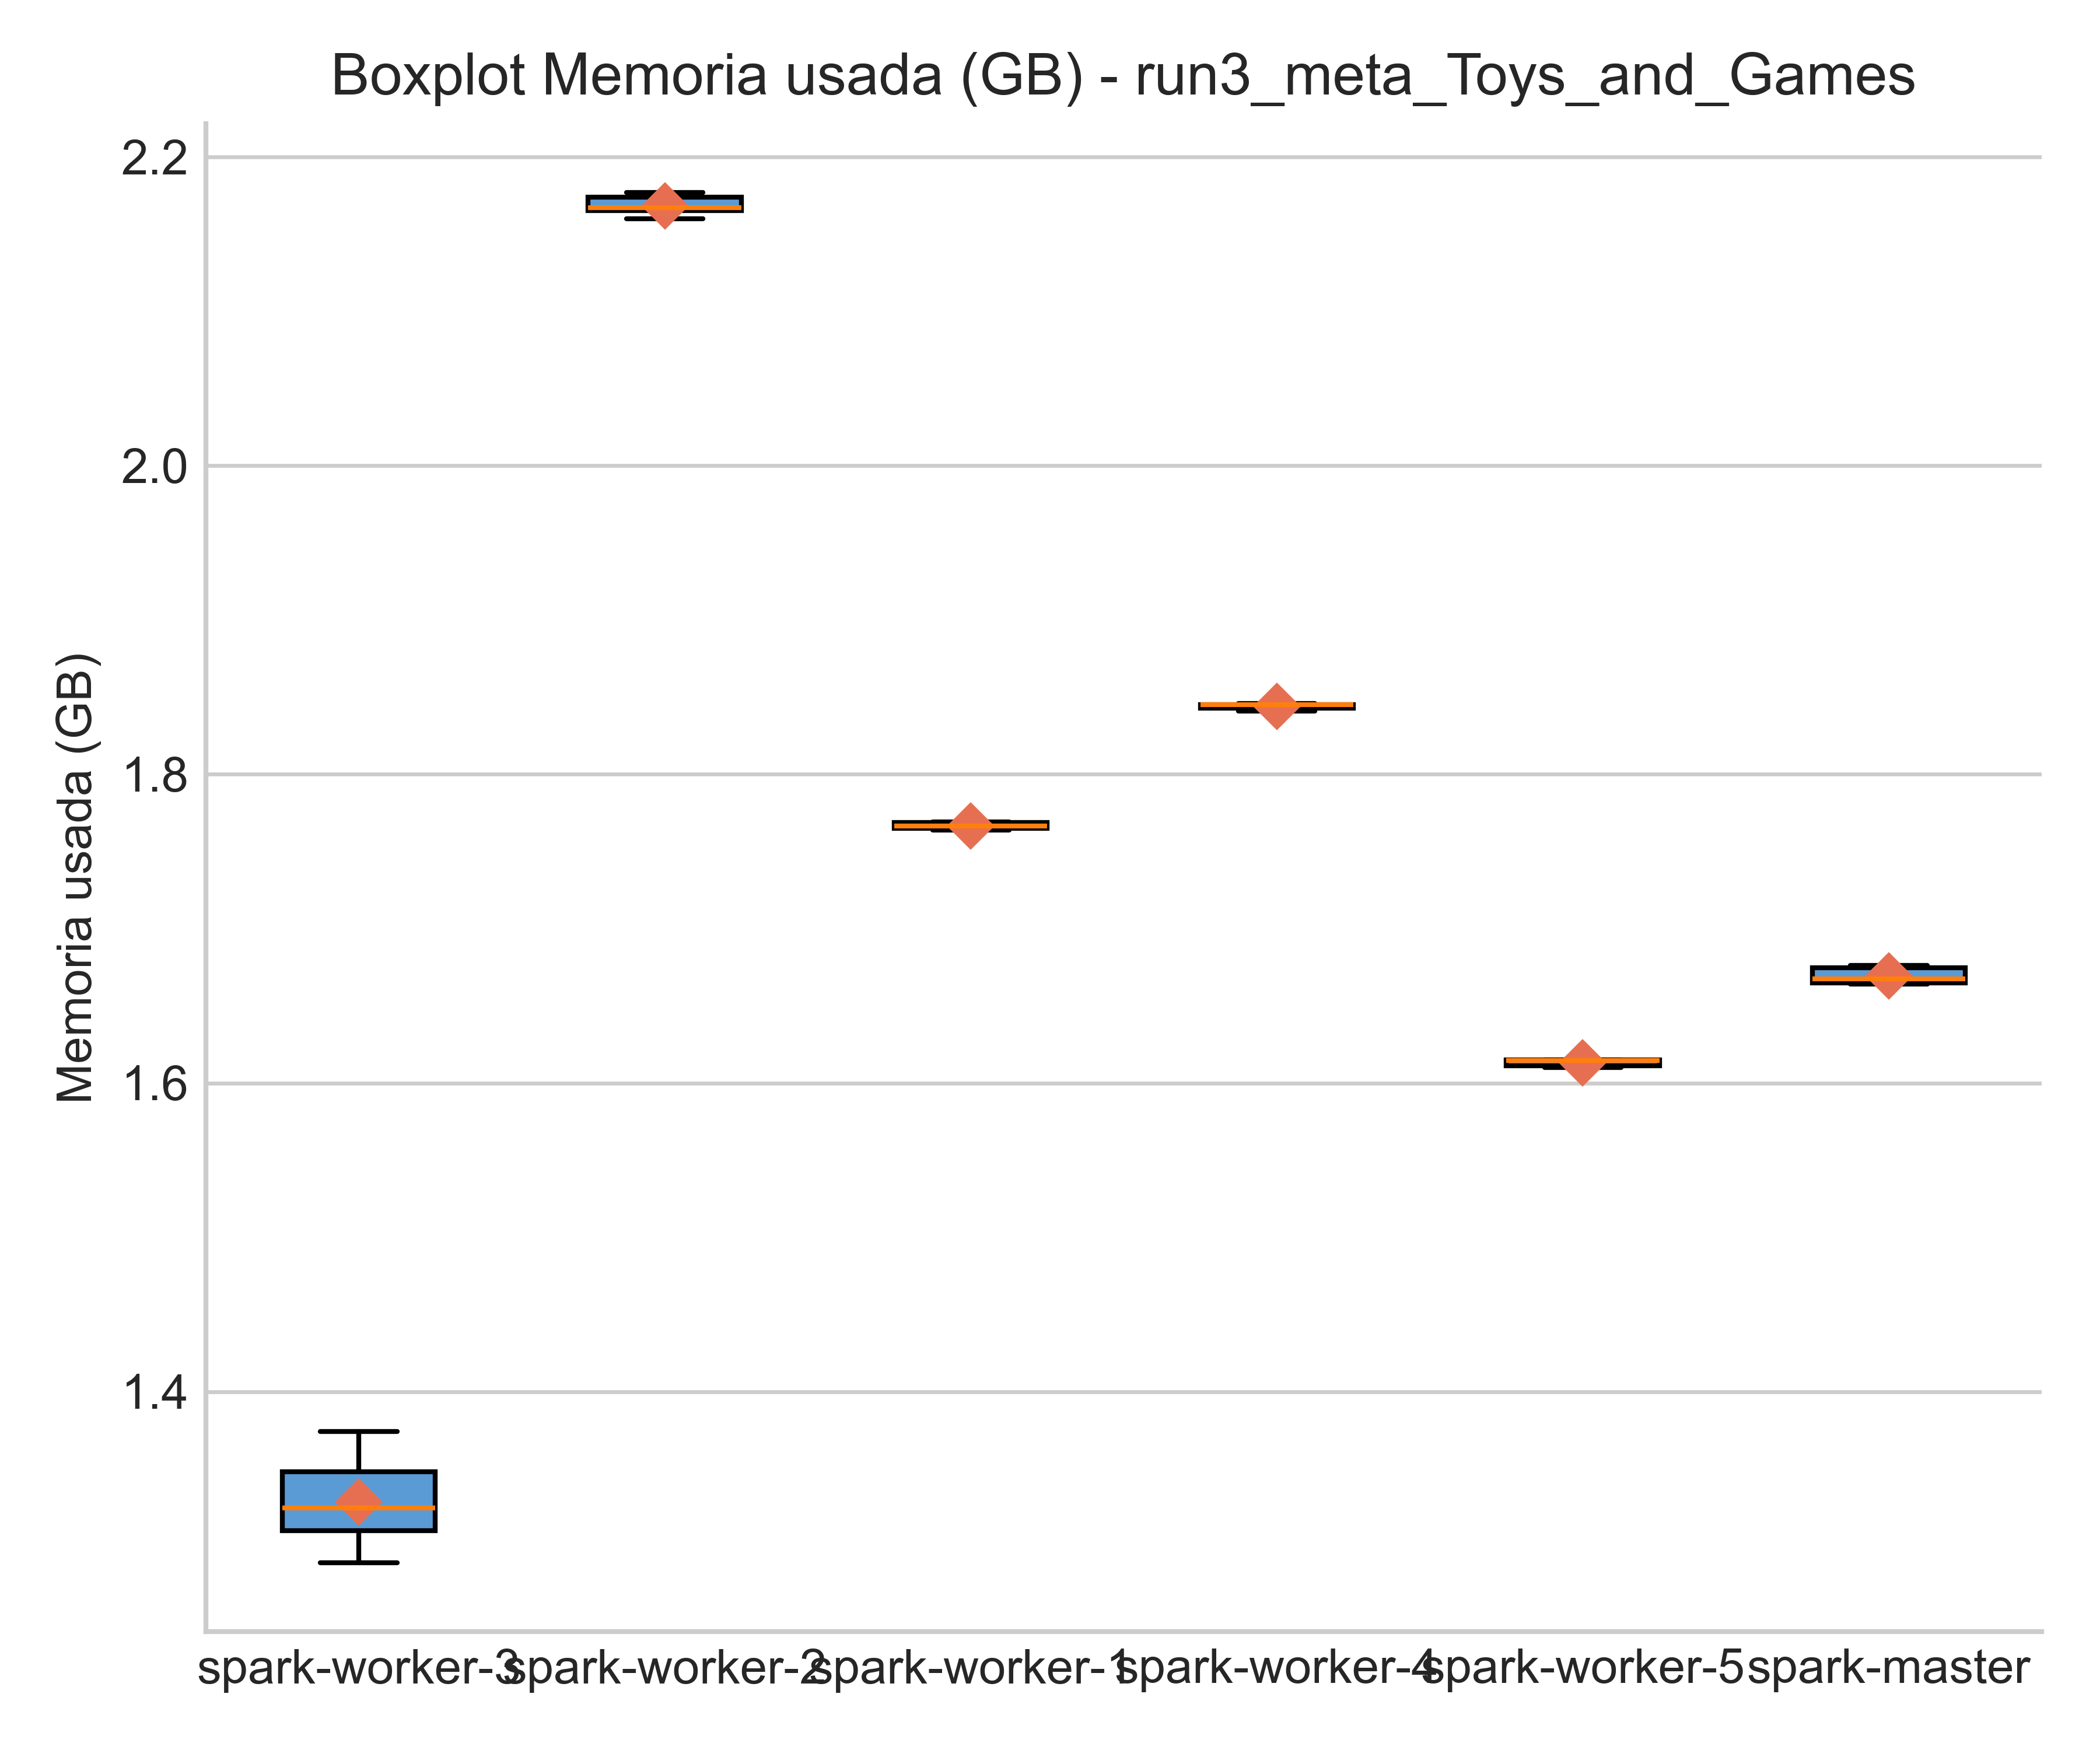 Boxplot Memoria usada (GB) - run3_meta_Toys_and_Games
Memoria usada (GB)
2.2
2.0
1.8
1.6
1.4
spark-worker-3 spark-worker-2 spark-worker-1 spark-worker-4 spark-worker-5 spark-master